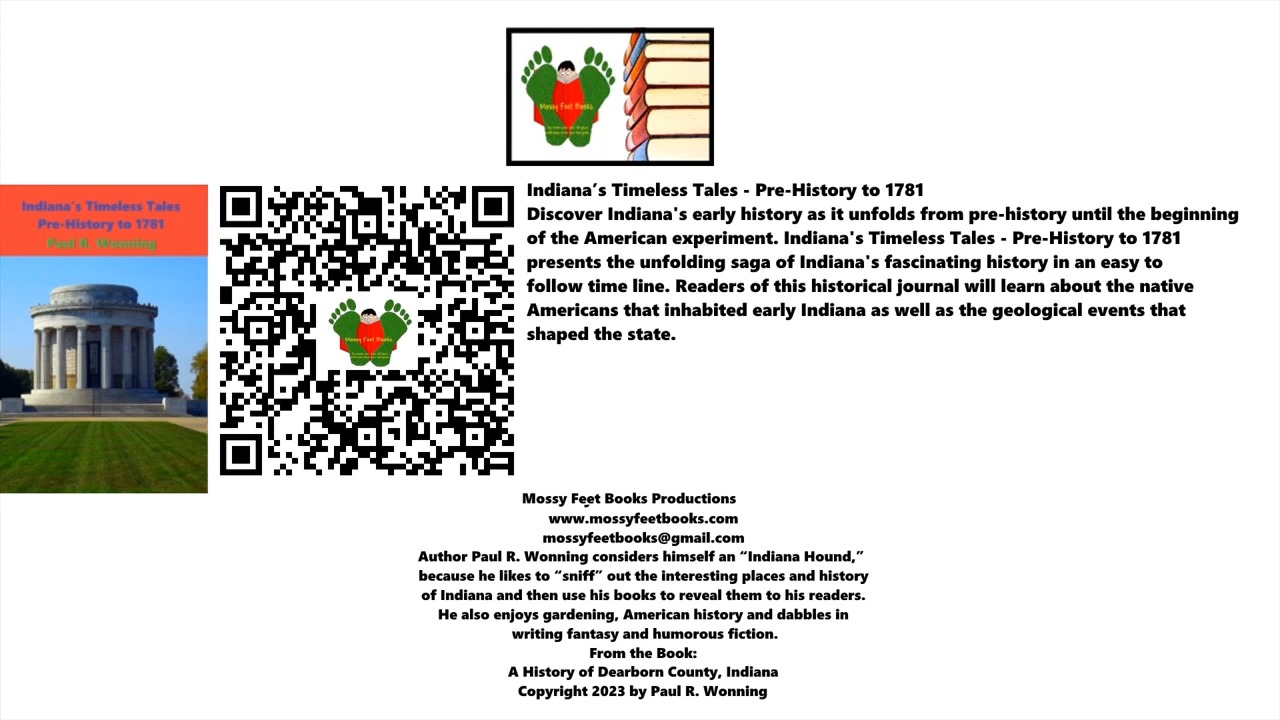 Mossy Feet Books
Indiana's Timeless Tales
Pre-History to 1781
Paul R. Wonning
Mossy Feet Books
Indiana's Timeless Tales - Pre-History to 1781
Discover Indiana's early history as it unfolds from pre-history until the beginning
of the American experiment. Indiana's Timeless Tales - Pre-History to 1781
presents the unfolding saga of Indiana's fascinating history in an easy to
follow time line. Readers of this historical journal will learn about the native
Americans that inhabited early Indiana as well as the geological events that
shaped the state.
Mossy Feet Books Productions
www.mossyfeetbooks.com
mossyfeetbooks@gmail.com
Author Paul R. Wonning considers himself an “Indiana Hound,”
because he likes to “sniff” out the interesting places and history
of Indiana and then use his books to reveal them to his readers.
He also enjoys gardening, American history and dabbles in
writing fantasy and humorous fiction.
From the Book:
A History of Dearborn County, Indiana
Copyright 2023 by Paul R. Wonning